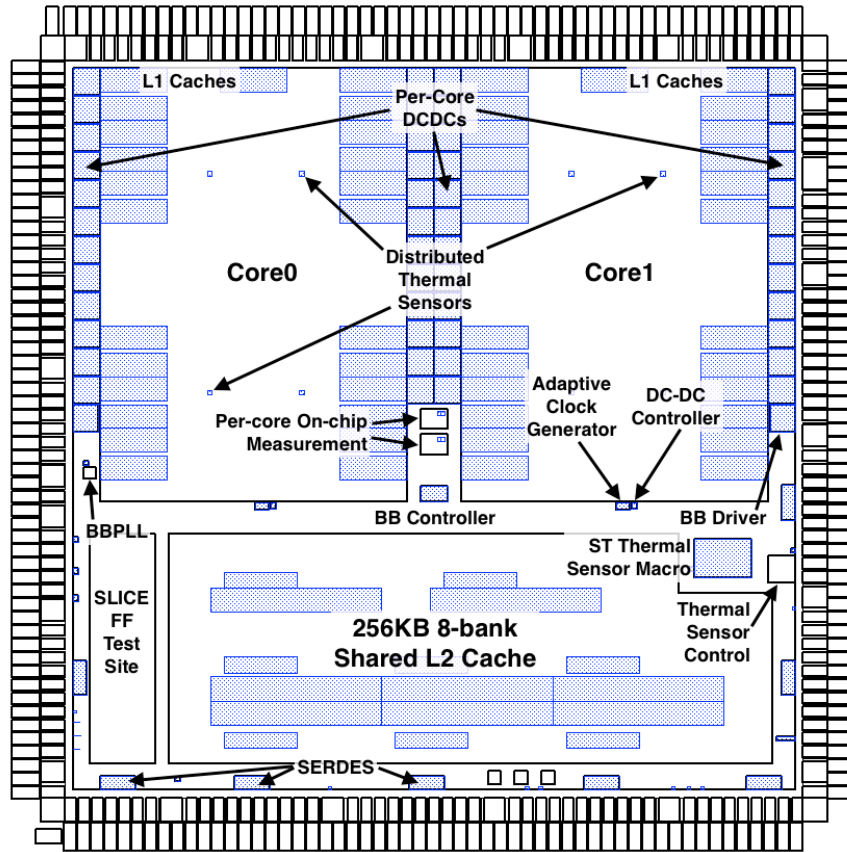 L1 Caches
L1 Caches
Per-Core
DCDCs
Core0
Distributed
Thermal
Sensors
Core1
Adaptive
Clock
Generator
DC-DC
Controller
Per-core On-chip
Measurement
BB Controller
BB Driver
BBPLL
ST Thermal
Sensor Macro
SLICE
FF
Test
Site
256KB 8-bank
Shared L2 Cache
Thermal
Sensor
Control
SERDES